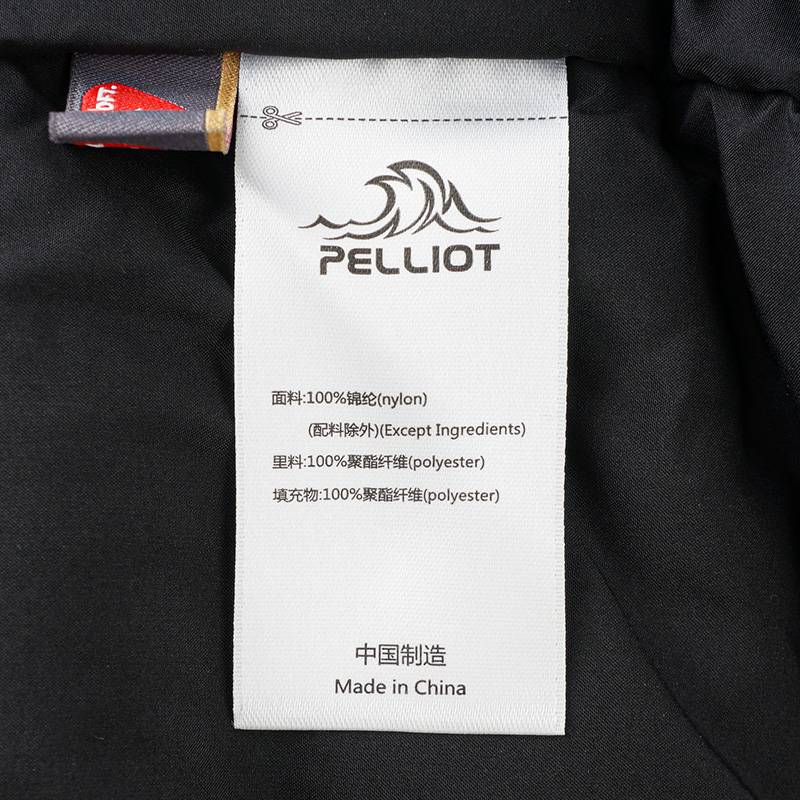 OFT.
PELLIOT
面料:100%锦纶(nylon)
(配料除外)(Except Ingredients)
里料:100%聚酯纤维(polyester)
填充物:100%聚酯纤维(polyester)
中国制造
Made in China